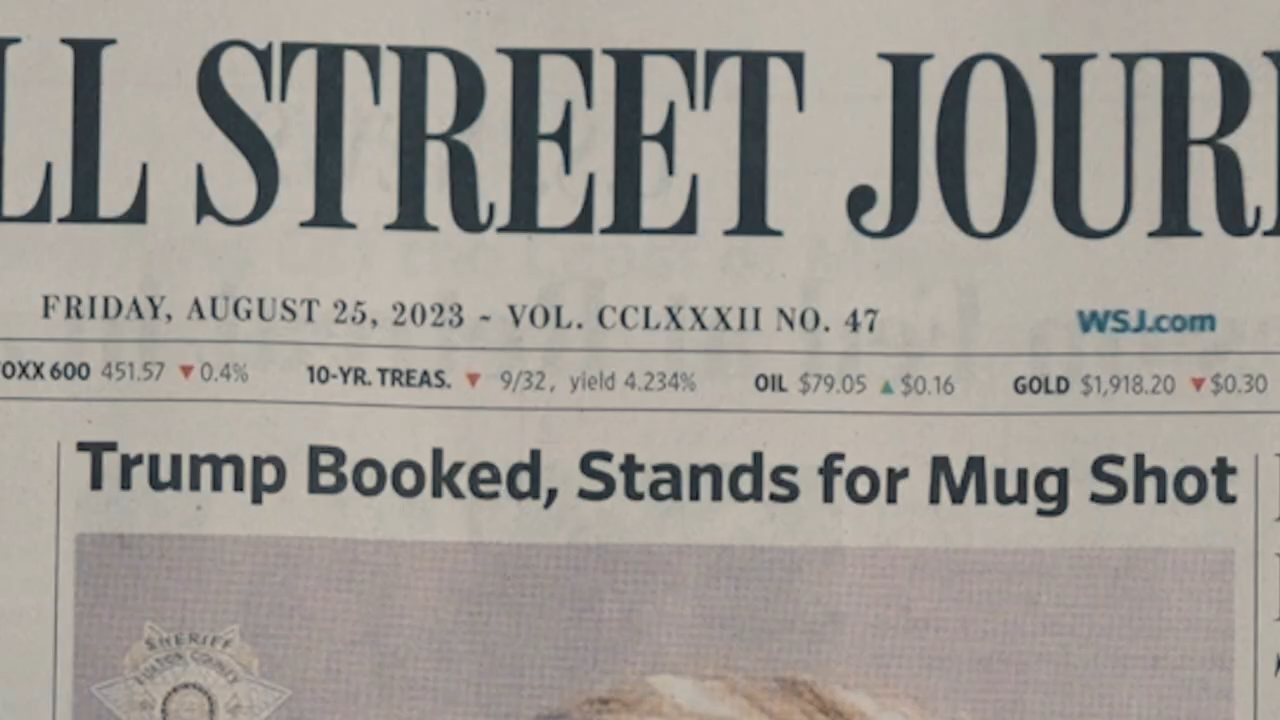 LL STREET JOUR
FRIDAY, AUGUST 25, 2023 ~ VOL. CCLXXXII NO. 47
WSJ.com
OXX 600 451.57 ▼ 0.4% 10-YR. TREAS. ▼ 9/32, yield 4.234% OIL $79.05 ▲ $0.16 GOLD $1,918.20 ▼ $0.30
Trump Booked, Stands for Mug Shot
SHERIFF
FULTON COUNTY